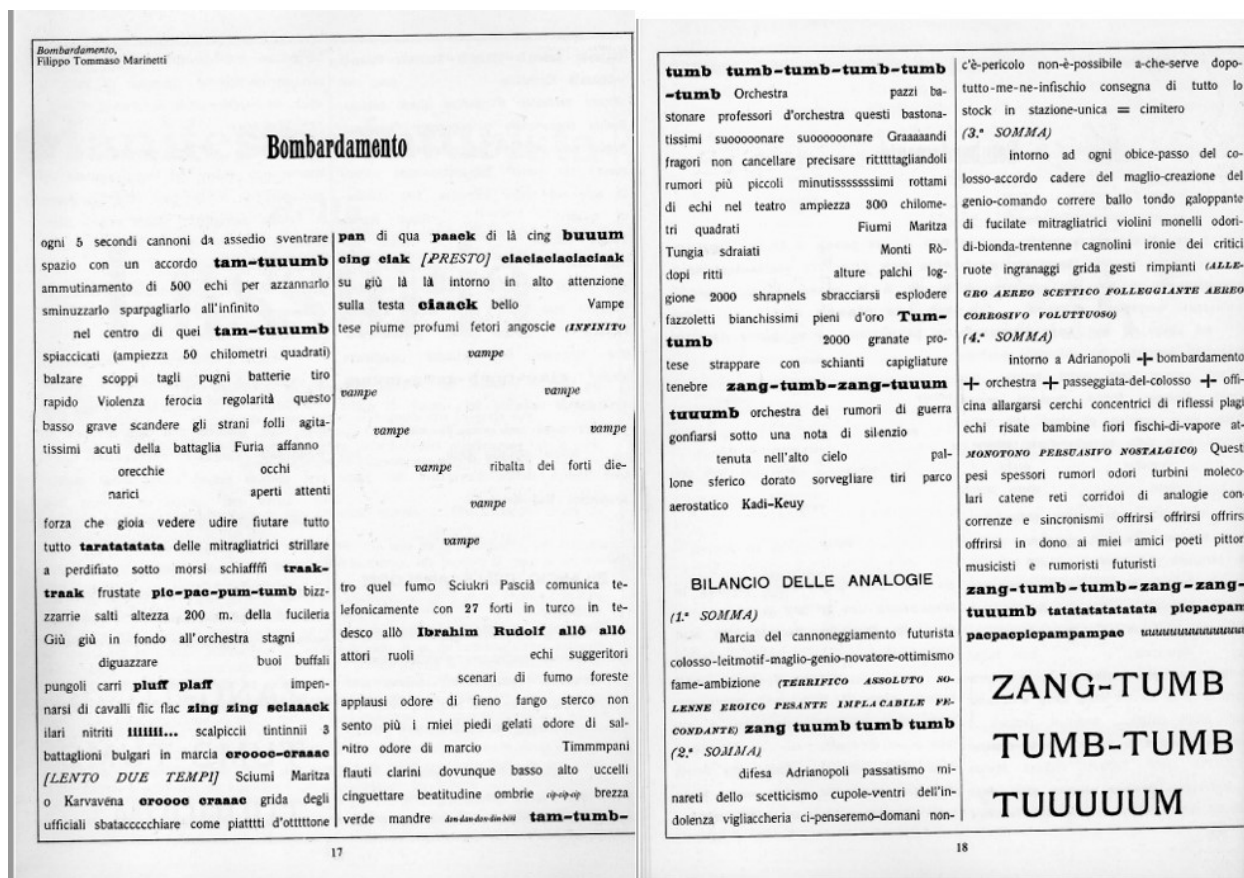 Bombardamento,
Filippo Tommaso Marinetti
Bombardamento
ogni 5 secondi cannoni da assedio sventrare
spazio con un accordo tam-tuuumb
ammutinamento di 500 echi per azzannarlo
sminuzzarlo sparpagliarlo all'infinito
nel centro di quei tam-tuuumb
spiaccicati (ampiezza 50 chilometri quadrati)
balzare scoppi tagli pugni batterie tiro
rapido Violenza ferocia regolarità questo
basso grave scandere gli strani folli agita-
tissimi acuti della battaglia Furia affanno
orecchie occhi
narici aperti attenti
forza che gioia vedere udire fiutare tutto
tutto taratatatata delle mitragliatrici strillare
a perdifiato sotto morsi schiaffffi traak-
traak frustate pic-pac-pum-tumb bizz-
zzarrie salti altezza 200 m. della fucileria
Giù giù in fondo all'orchestra stagni
diguazzare buoi buffali
pungoli carri pluff plaff impen-
narsi di cavalli flic flac zing zing sciaaack
ilari nitriti iiiiiii... scalpiccii tintinnii 3
battaglioni bulgari in marcia croooc-craaac
[LENTO DUE TEMPI] Sciumi Maritza
o Karvavena croooc craaac grida degli
ufficiali sbataccccchiare come piatttti d'otttttone
pan di qua paack di là cing buuum
cing ciak [PRESTO] ciaciaciaciaciaak
su giù là là intorno in alto attenzione
sulla testa ciaack bello Vampe
tese piume profumi fetori angoscie (INFINITO
vampe
vampe vampe
vampe vampe
vampe ribalta dei forti die-
vampe
vampe
tro quel fumo Sciukri Pascià comunica te-
lefonicamente con 27 forti in turco in te-
desco allò Ibrahim Rudolf allò allò
attori ruoli echi suggeritori
scenari di fumo foreste
applausi odore di fieno fango sterco non
sento più i miei piedi gelati odore di sal-
nitro odore di marcio Timmmpani
flauti clarini dovunque basso alto uccelli
cinguettare beatitudine ombrie cip-cip-cip brezza
verde mandre tam-tumb-
17
tumb tumb-tumb-tumb-tumb
-tumb Orchestra pazzi ba-
stonare professori d'orchestra questi bastona-
tissimi suooooonare suooooonare Graaaaandi
fragori non cancellare precisare rittttttagliandoli
rumori più piccoli minutissssssslimi rottami
di echi nel teatro ampiezza 300 chilome-
tri quadrati Fiumi Maritza
Tungia sdraiati Monti Rò-
dopi ritti alture palchi log-
gione 2000 shrapnels sbracciarsi esplodere
fazzoletti bianchissimi pieni d'oro Tum-
tumb 2000 granate pro-
tese strappare con schianti capigliature
tenebre zang-tumb-zang-tuuum
tuuumb orchestra dei rumori di guerra
gonfiarsi sotto una nota di silenzio
tenuta nell'alto cielo pal-
lone sferico dorato sorvegliare tiri parco
aerostatico Kadi-Keuy
BILANCIO DELLE ANALOGIE
(1.ª SOMMA)
Marcia del cannoneggiamento futurista
colosso-leitmotif-maglio-genio-novatore-ottimismo
fame-ambizione (TERRIFICO ASSOLUTO SO-
LENNE EROICO PESANTE IMPLACABILE FE-
CONDANTE) zang tuumb tumb tumb
(2.ª SOMMA)
difesa Adrianopoli passatismo mi-
nareti dello scetticismo cupole-ventri dell'in-
dolenza vigliaccheria ci-penseremo-domani non-
c'è-pericolo non-è-possibile a-che-serve dopo-
tutto-me-ne-infischio consegna di tutto lo
stock in stazione-unica = cimitero
(3.ª SOMMA)
intorno ad ogni obice-passo del co-
losso-accordo cadere del maglio-creazione del
genio-comando correre ballo tondo galoppante
di fucilate mitragliatrici violini monelli odori-
di-bionda-trentenne cagnolini ironie dei critici
ruote ingranaggi grida gesti rimpianti (ALLE-
GRO AEREO SCETTICO FOLLEGGIANTE AEREO
CORROSIVO VOLUTTUOSO)
(4.ª SOMMA)
intorno a Adrianopoli + bombardamento
+ orchestra + passeggiata-del-colosso + offi-
cina allargarsi cerchi concentrici di riflessi plagi
echi risate bambine fiori fischi-di-vapore at-
MONOTONO PERSUASIVO NOSTALGICO) Quest
pesi spessori rumori odori turbini moleco
lari catene reti corridoi di analogie con
correnze e sincronismi offrirsi offrirsi offrirs
offrirsi in dono ai miei amici poeti pittor
musicisti e rumoristi futuristi
zang-tumb-tumb-zang-zang-
tuuumb tatatatatatatata picpacpam
pacpacpicpampampac uuuuuuuuuuuuuuu
ZANG-TUMB
TUMB-TUMB
TUUUUUM
18